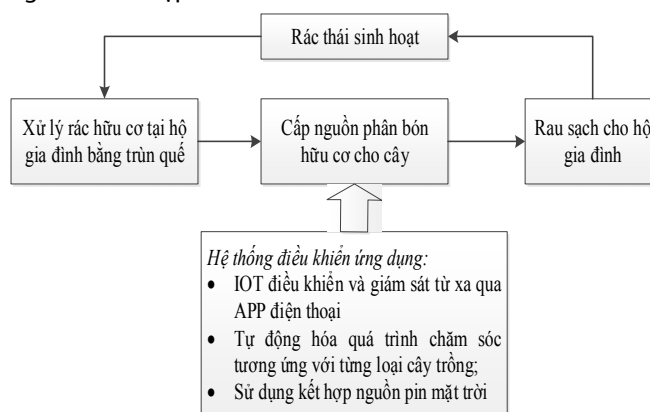 Rác thải sinh hoạt
Xử lý rác hữu cơ tại hộ
gia đình bằng trùn quế
Cấp nguồn phân bón
hữu cơ cho cây
Rau sạch cho hộ
gia đình
Hệ thống điều khiển ứng dụng:
• IOT điều khiển và giám sát từ xa qua
APP điện thoại
• Tự động hóa quá trình chăm sóc
tương ứng với từng loại cây trồng;
• Sử dụng kết hợp nguồn pin mặt trời